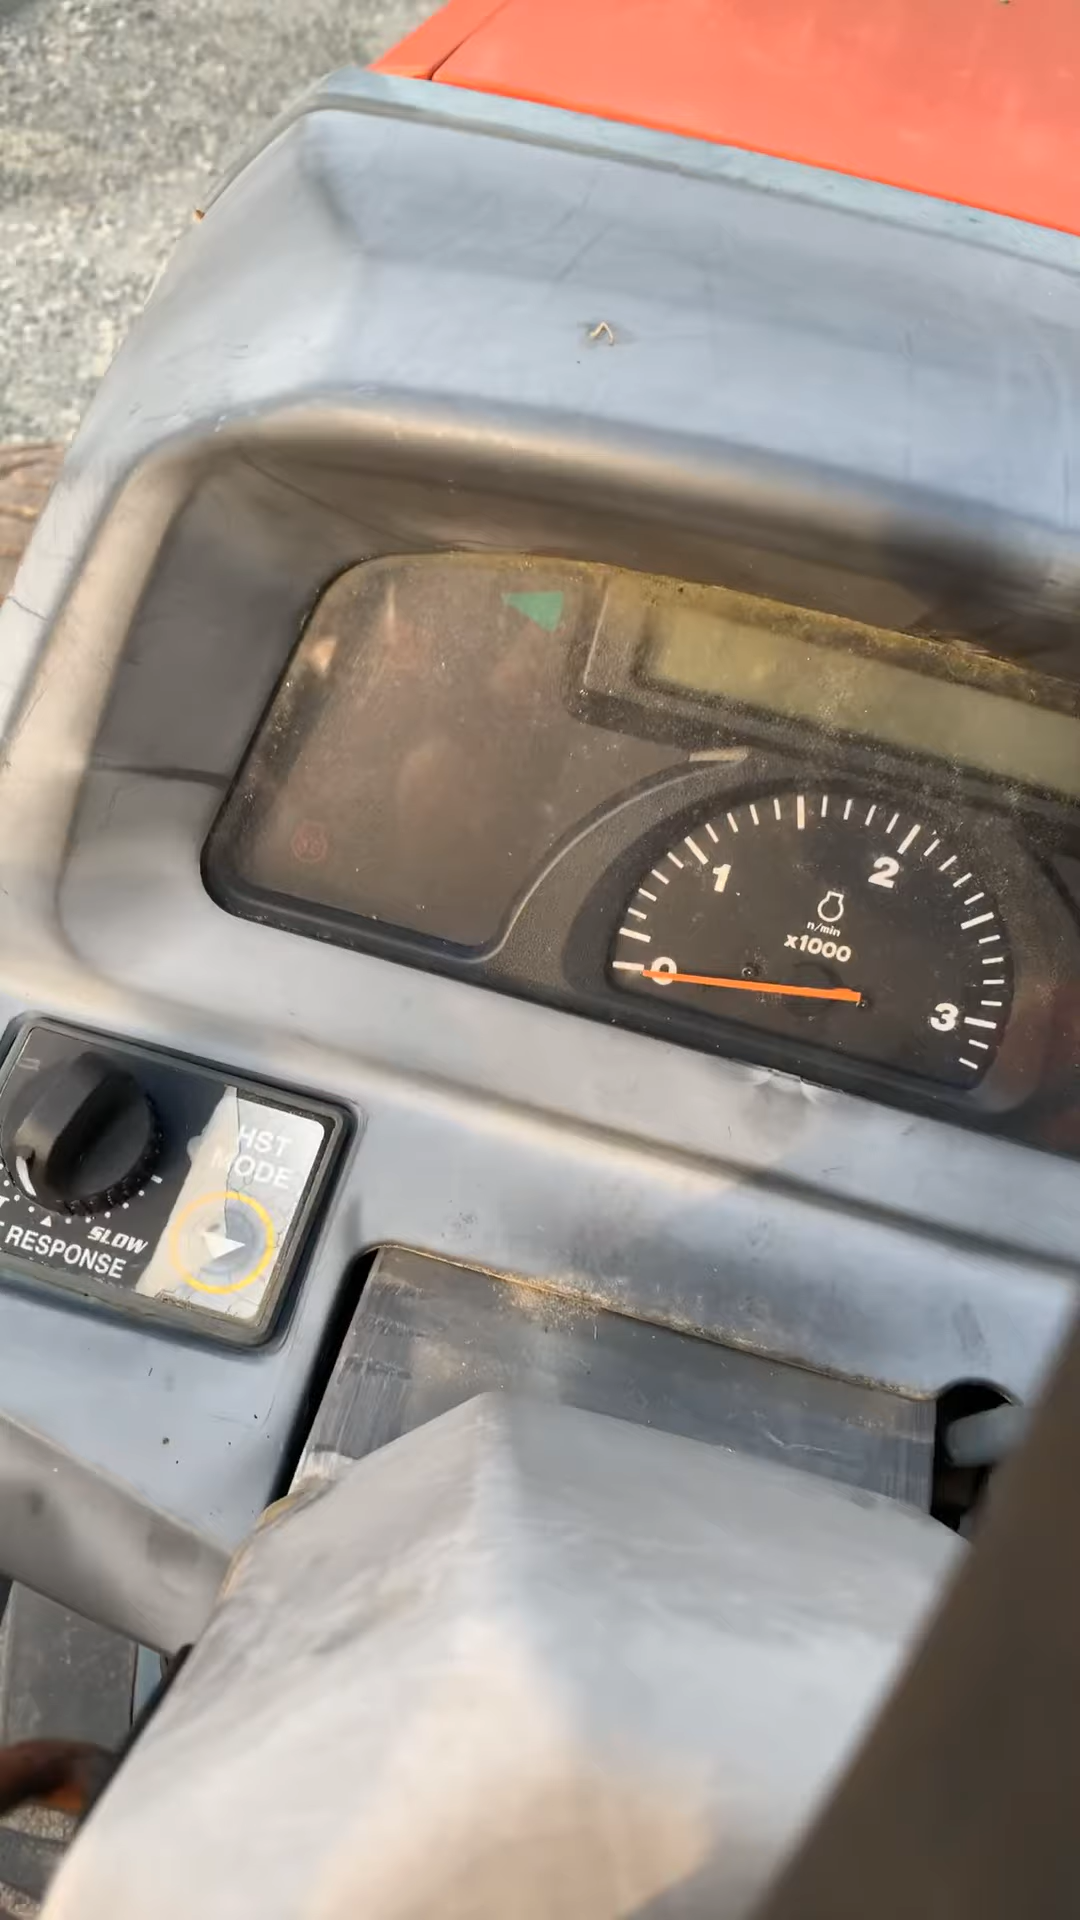 1
2
n/min
x1000
0
3
HST
MODE
SLOW
RESPONSE